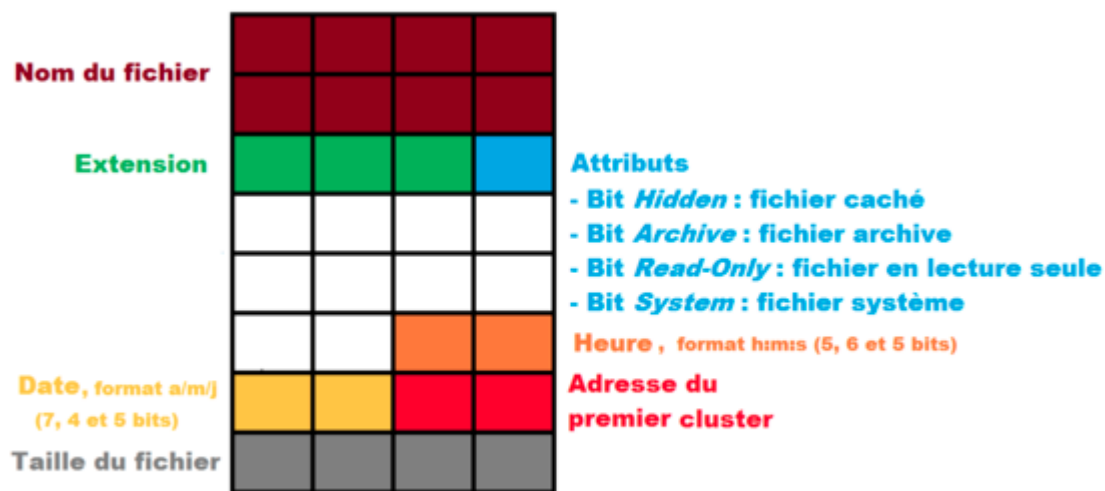 Nom du fichier
Extension
Attributs
- Bit Hidden : fichier caché
- Bit Archive : fichier archive
- Bit Read-Only : fichier en lecture seule
- Bit System : fichier système
Heure , format h:m:s (5, 6 et 5 bits)
Date, format a/m/j
(7, 4 et 5 bits)
Adresse du
premier cluster
Taille du fichier